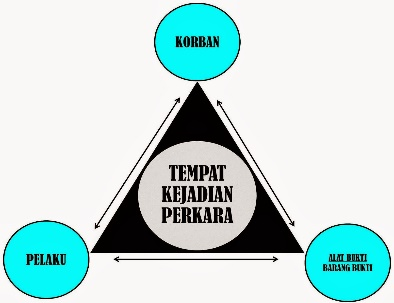 KORBAN
TEMPAT
KEJADIAN
PERKARA
PELAKU
ALAT BUKTI
BARANG BUKTI